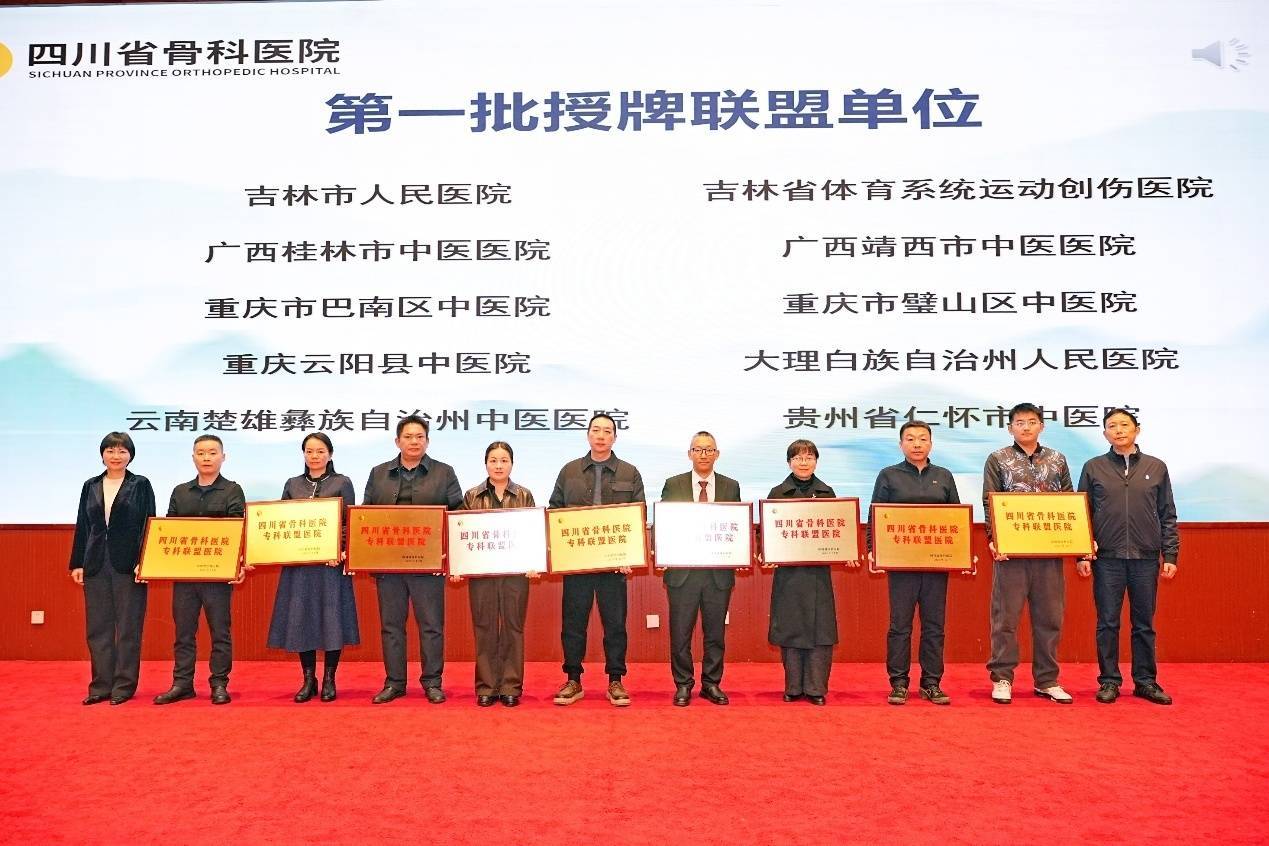 四川省骨科医院
SICHUAN PROVINCE ORTHOPEDIC HOSPITAL
第一批授牌联盟单位
吉林市人民医院
吉林省体育系统运动创伤医院
广西桂林市中医医院
广西靖西市中医医院
重庆市巴南区中医院
重庆市璧山区中医院
重庆云阳县中医院
大理白族自治州人民医院
云南楚雄彝族自治州中医医院
贵州省仁怀市中医院
四川省骨科医院
专科联盟医院
四川省骨科医院
专科联盟医院
四川省骨科医院
专科联盟医院
四川省骨科
专科联盟医院
四川省骨科医院
专科联盟医院
科医院
盟医院
四川省骨科医院
专科联盟医院
四川省骨科医院
专科联盟医院
四川省骨科医院
专科联盟医院